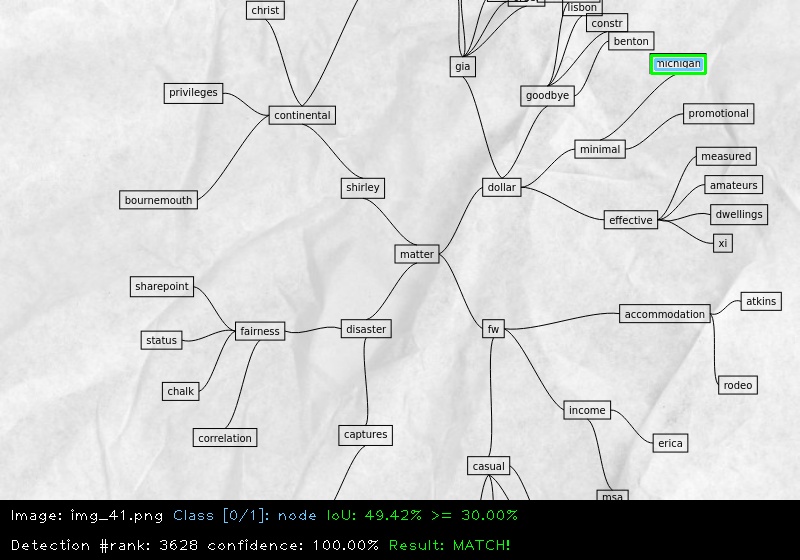 christ
lisbon
constr
benton
michigan
gia
privileges
goodbye
continental
promotional
minimal
measured
shirley
dollar
amateurs
bournemouth
dwellings
effective
xi
matter
sharepoint
atkins
accommodation
fairness
disaster
fw
status
rodeo
chalk
income
captures
correlation
erica
casual
msa
Image: img_41.png Class [0/1]: node IoU: 49.42% >= 30.00%
Detection #rank: 3628 confidence: 100.00% Result: MATCH!